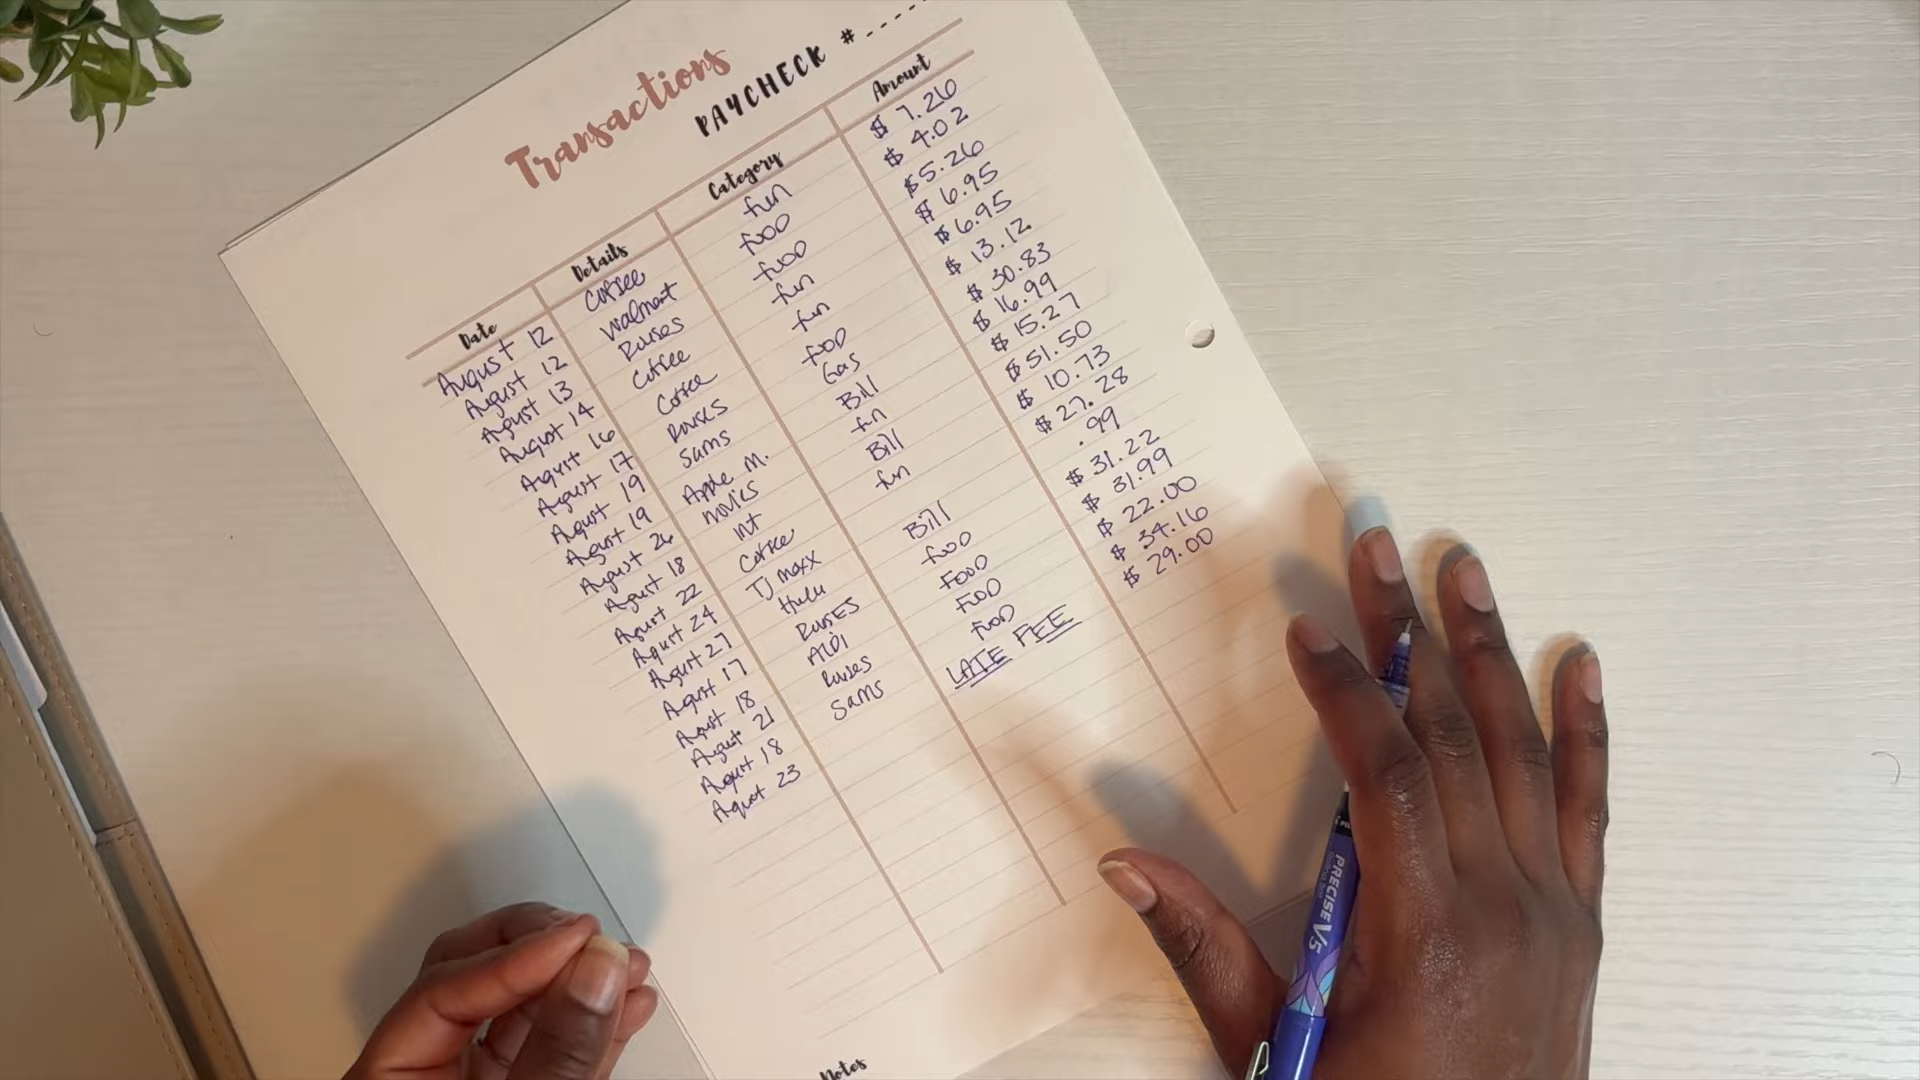 Transactions
PAYCHECK #
Date Details Category Amount
August 12 Coffee fun $ 7.26
August 12 Walmart food $ 4.02
August 13 Rouses food $5.26
August 14 Coffee fun $ 6.95
August 16 Coffee fun $ 6.95
August 17 Rouses food $ 13.12
August 19 Sams Gas $ 30.83
August 19 Apple M. Bill $ 16.99
August 26 Movies fun $ 15.27
August 18 Int Bill $ 51.50
August 22 Coffee fun $ 10.73
August 24 TJ maxx $ 27.28
August 27 Hulu Bill .99
August 17 Rouses food $ 31.22
August 18 Aldi Food $ 31.99
August 21 Rouses food $ 22.00
August 18 Sams food $ 34.16
August 23 LATE FEE $ 29.00
Notes
PRECISE V5